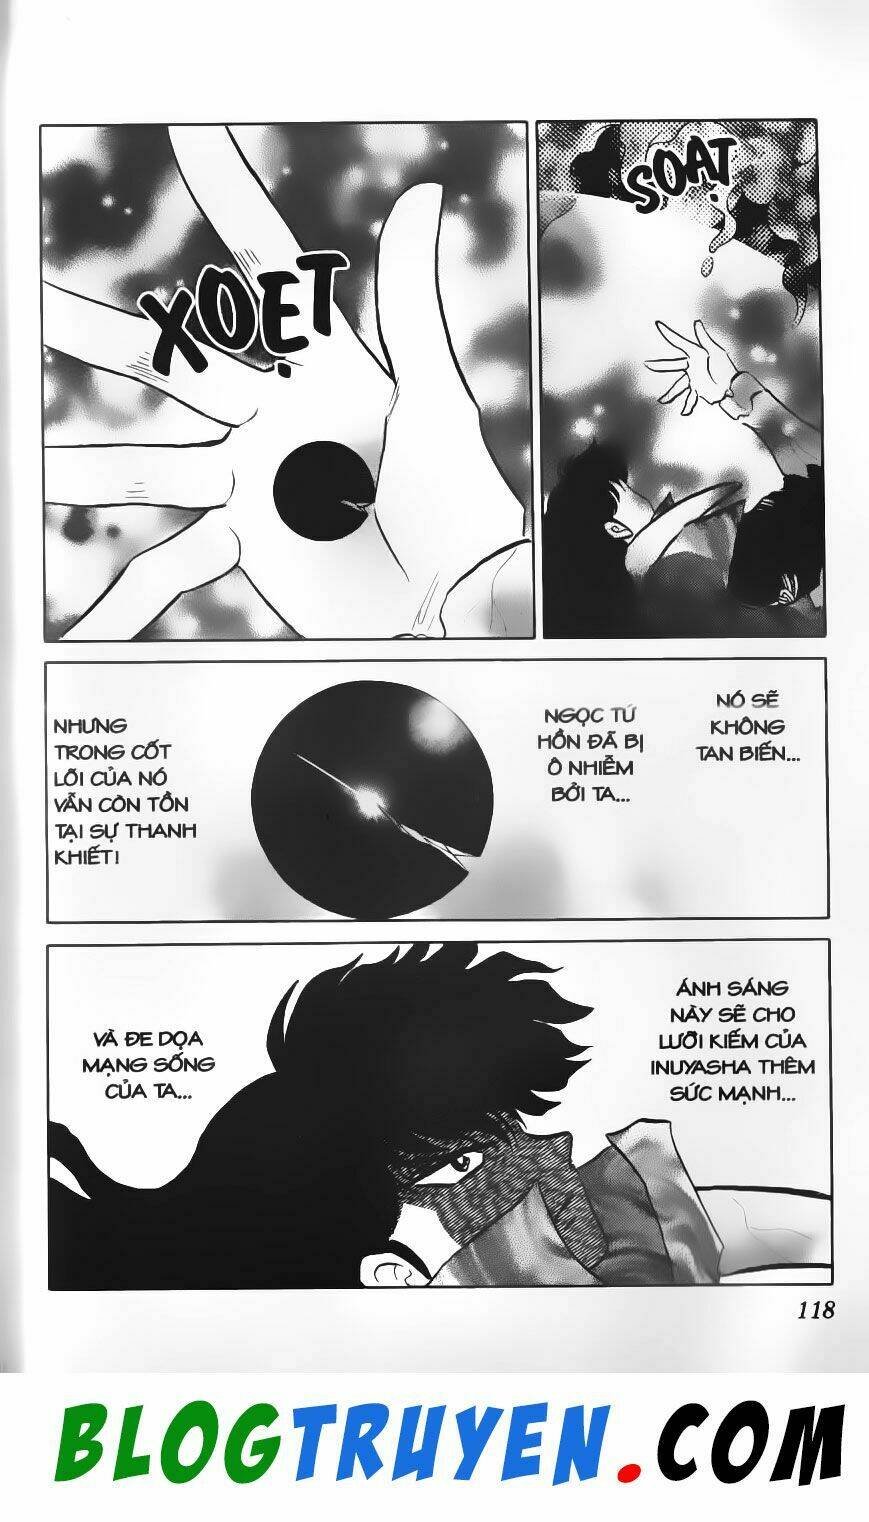 SOẠT
XOẸT
NÓ SẼ
KHÔNG
TAN BIẾN...
NGỌC TỨ
HỒN ĐÃ BỊ
Ô NHIỄM
BỞI TA...
NHƯNG
TRONG CỐT
LÕI CỦA NÓ
VẪN CÒN TỒN
TẠI SỰ THANH
KHIẾT!
ÁNH SÁNG
NÀY SẼ CHO
LƯỠI KIẾM CỦA
INUYASHA THÊM
SỨC MẠNH...
VÀ ĐE DỌA
MẠNG SỐNG
CỦA TA...
118
BLOGTRUYEN.COM